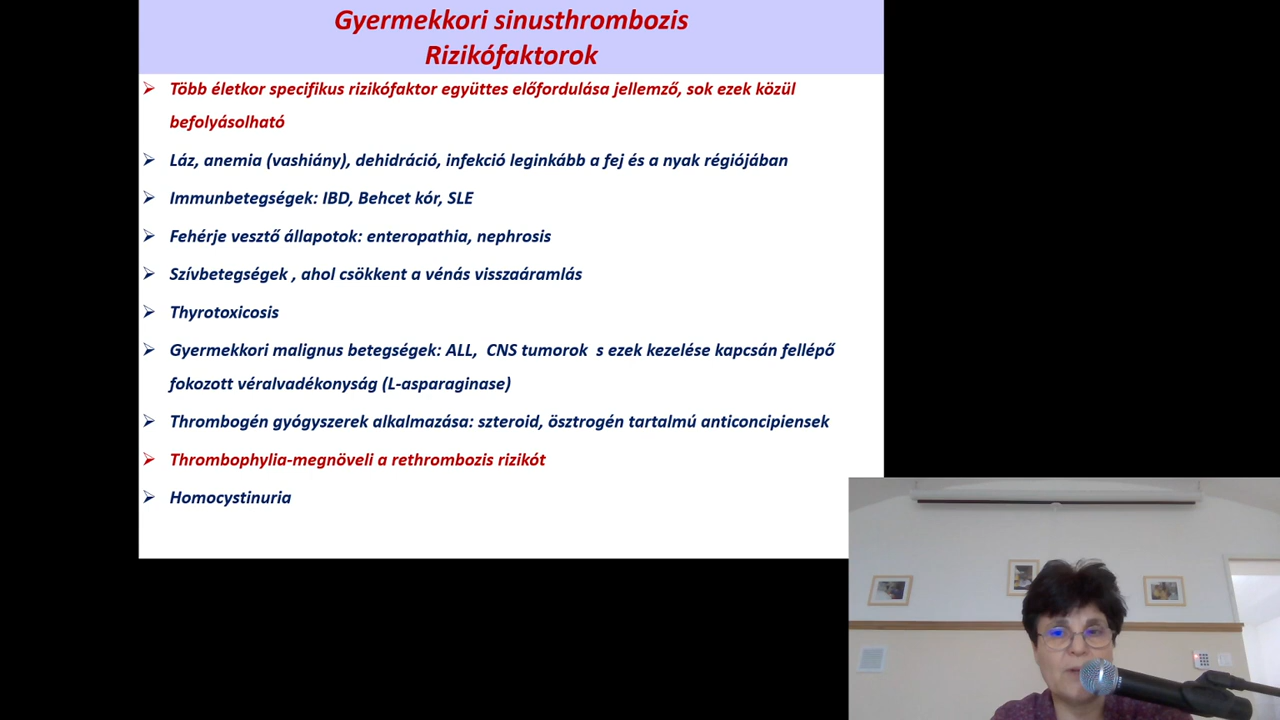 Gyermekkori sinusthrombozis
Rizikófaktorok
Több életkor specifikus rizikófaktor együttes előfordulása jellemző, sok ezek közül
befolyásolható
Láz, anemia (vashiány), dehidráció, infekció leginkább a fej és a nyak régiójában
Immunbetegségek: IBD, Behcet kór, SLE
Fehérje vesztő állapotok: enteropathia, nephrosis
Szívbetegségek , ahol csökkent a vénás visszaáramlás
Thyrotoxicosis
Gyermekkori malignus betegségek: ALL,  CNS tumorok  s ezek kezelése kapcsán fellépő
fokozott véralvadékonyság (L-asparaginase)
Thrombogén gyógyszerek alkalmazása: szteroid, ösztrogén tartalmú anticoncipiensek
Thrombophylia-megnöveli a rethrombozis rizikót
Homocystinuria